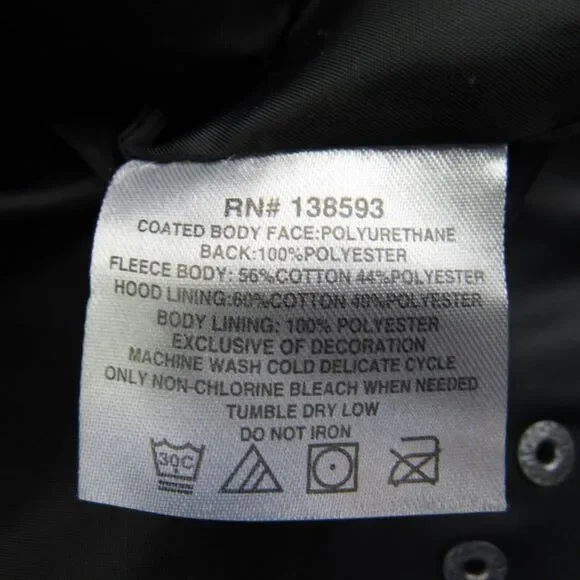 RN# 138593
COATED BODY FACE:POLYURETHANE
BACK:100%POLYESTER
FLEECE BODY: 56%COTTON 44%POLYESTER
HOOD LINING:60%COTTON 40%POLYESTER
BODY LINING: 100% POLYESTER
EXCLUSIVE OF DECORATION
MACHINE WASH COLD DELICATE CYCLE
ONLY NON-CHLORINE BLEACH WHEN NEEDED
TUMBLE DRY LOW
DO NOT IRON
30C